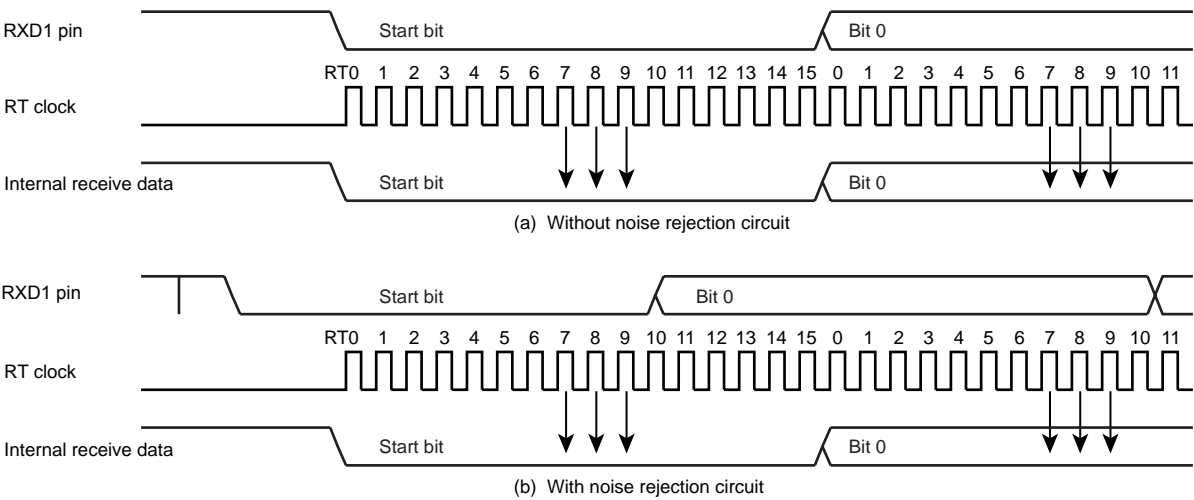 RXD1 pin Start bit Bit 0
RT0 1 2 3 4 5 6 7 8 9 10 11 12 13 14 15 0 1 2 3 4 5 6 7 8 9 10 11
RT clock
Internal receive data Start bit Bit 0
(a) Without noise rejection circuit
RXD1 pin Start bit Bit 0
RT0 1 2 3 4 5 6 7 8 9 10 11 12 13 14 15 0 1 2 3 4 5 6 7 8 9 10 11
RT clock
Internal receive data Start bit Bit 0
(b) With noise rejection circuit